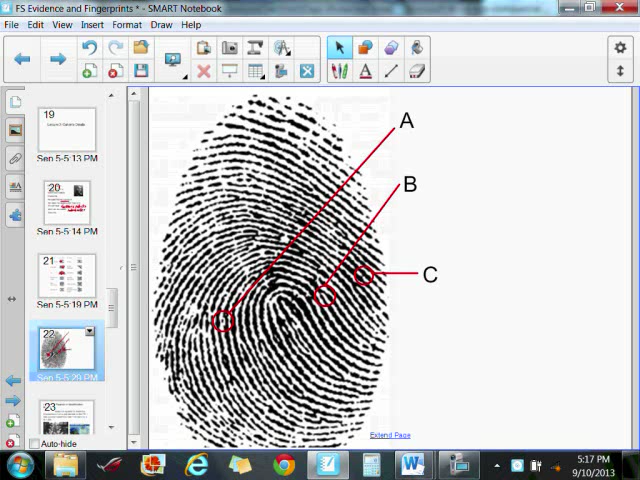 FS Evidence and Fingerprints * - SMART Notebook
File Edit View Insert Format Draw Help
19
Sep 5-5:13 PM
20
Sep 5-5:14 PM
21
Sep 5-5:19 PM
22
Sep 5-5:29 PM
23
Auto-hide
A
B
C
Extend Page
5:17 PM
9/10/2013